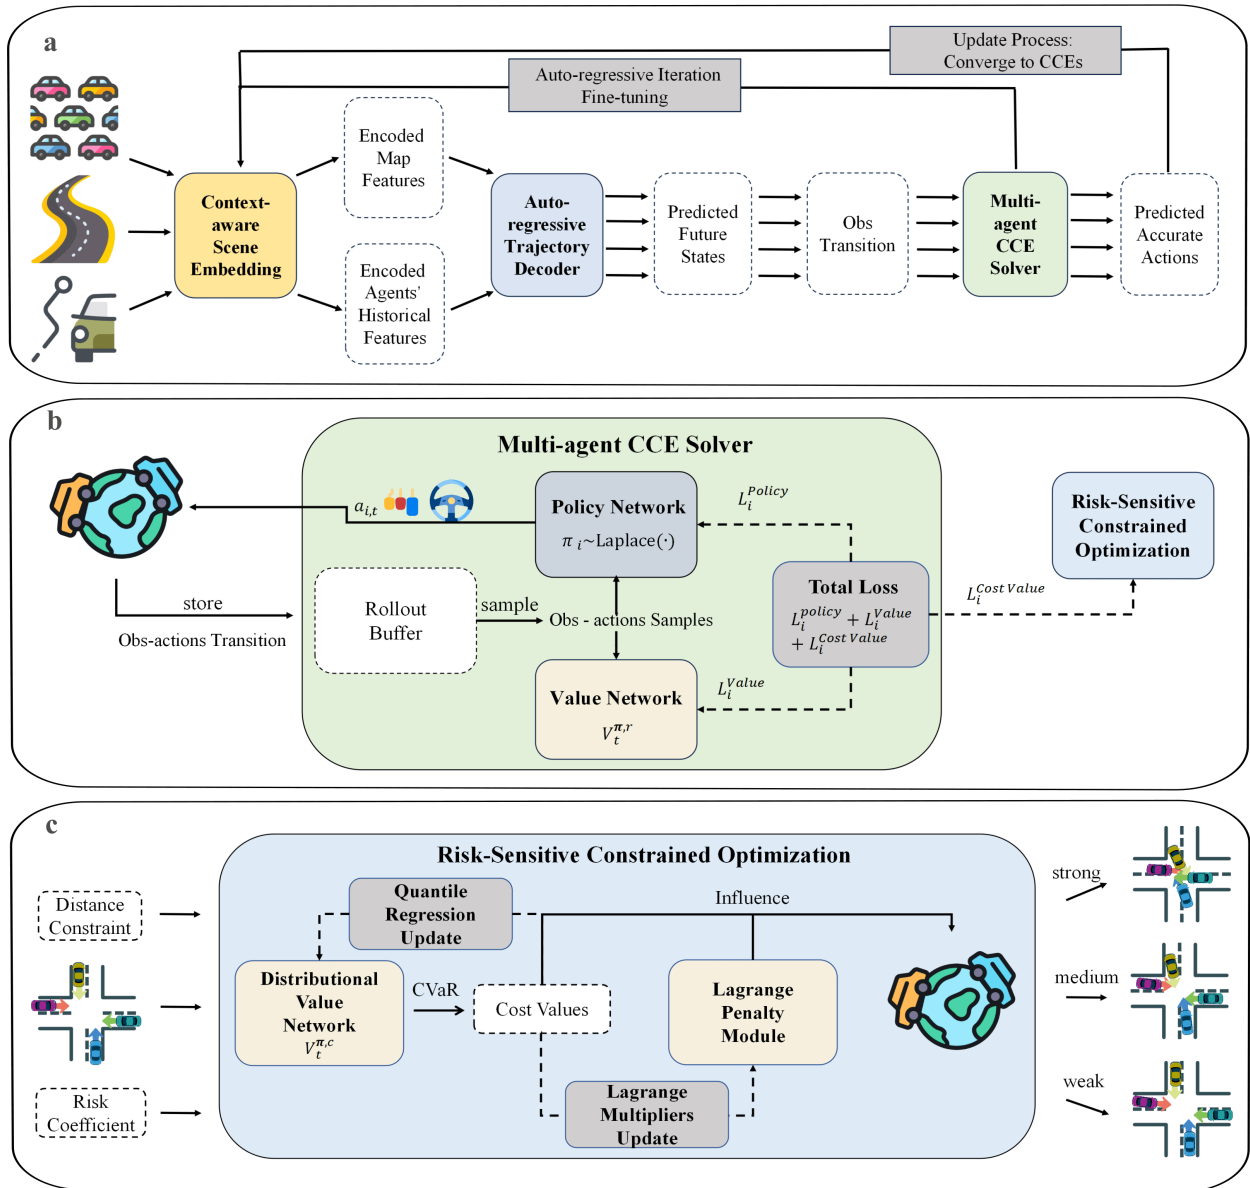 a
Update Process:
Converge to CCEs
Auto-regressive Iteration
Fine-tuning
Context-
aware
Scene
Embedding
Encoded
Map
Features
Encoded
Agents'
Historical
Features
Auto-
regressive
Trajectory
Decoder
Predicted
Future
States
Obs
Transition
Multi-
agent
CCE
Solver
Predicted
Accurate
Actions
b
Multi-agent CCE Solver
a_{i,t}
Policy Network
π_i~Laplace(·)
L_i^{Policy}
Risk-Sensitive
Constrained
Optimization
store
Obs-actions Transition
Rollout
Buffer
sample
Obs - actions Samples
Total Loss
L_i^{policy} + L_i^{Value}
+ L_i^{Cost Value}
L_i^{Cost Value}
Value Network
V_t^{π,r}
L_i^{Value}
c
Risk-Sensitive Constrained Optimization
Distance
Constraint
Risk
Coefficient
Quantile
Regression
Update
Influence
Distributional
Value
Network
V_t^{π,c}
CVaR
Cost Values
Lagrange
Penalty
Module
Lagrange
Multipliers
Update
strong
medium
weak